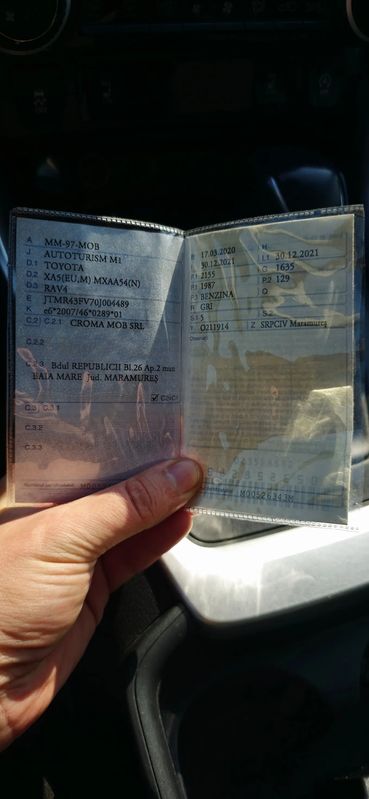 A MM-97-MOB
J AUTOTURISM M1
D.1 TOYOTA
D.2 XA5(EU,M) MXAA54(N)
D.3 RAV4
E JTMR43FV70J004489
K e6*2007/46*0289*01
C.2 C.2.1 CROMA MOB SRL
C.2.2
C.2.3 Bdul REPUBLICII Bl.26 Ap.2 mun
BAIA MARE Jud. MARAMUREȘ
C.3 C.3.1
C.3.2
C.3.3
B 17.03.2020
H
I 30.12.2021
I.1 30.12.2021
F.1 2155
G 1635
P.1 1987
P.2 129
P.3 BENZINA
Q
R GRI
S.1 5
S.2
Y O211914
Z SRPCIV Maramureș